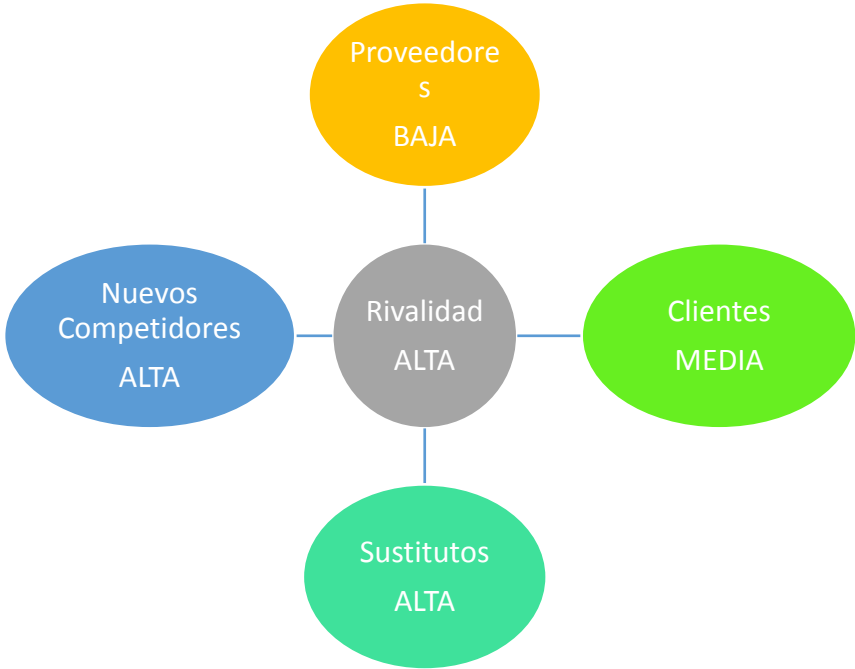 Proveedore
s
BAJA
Nuevos
Competidores
ALTA
Rivalidad
ALTA
Clientes
MEDIA
Sustitutos
ALTA